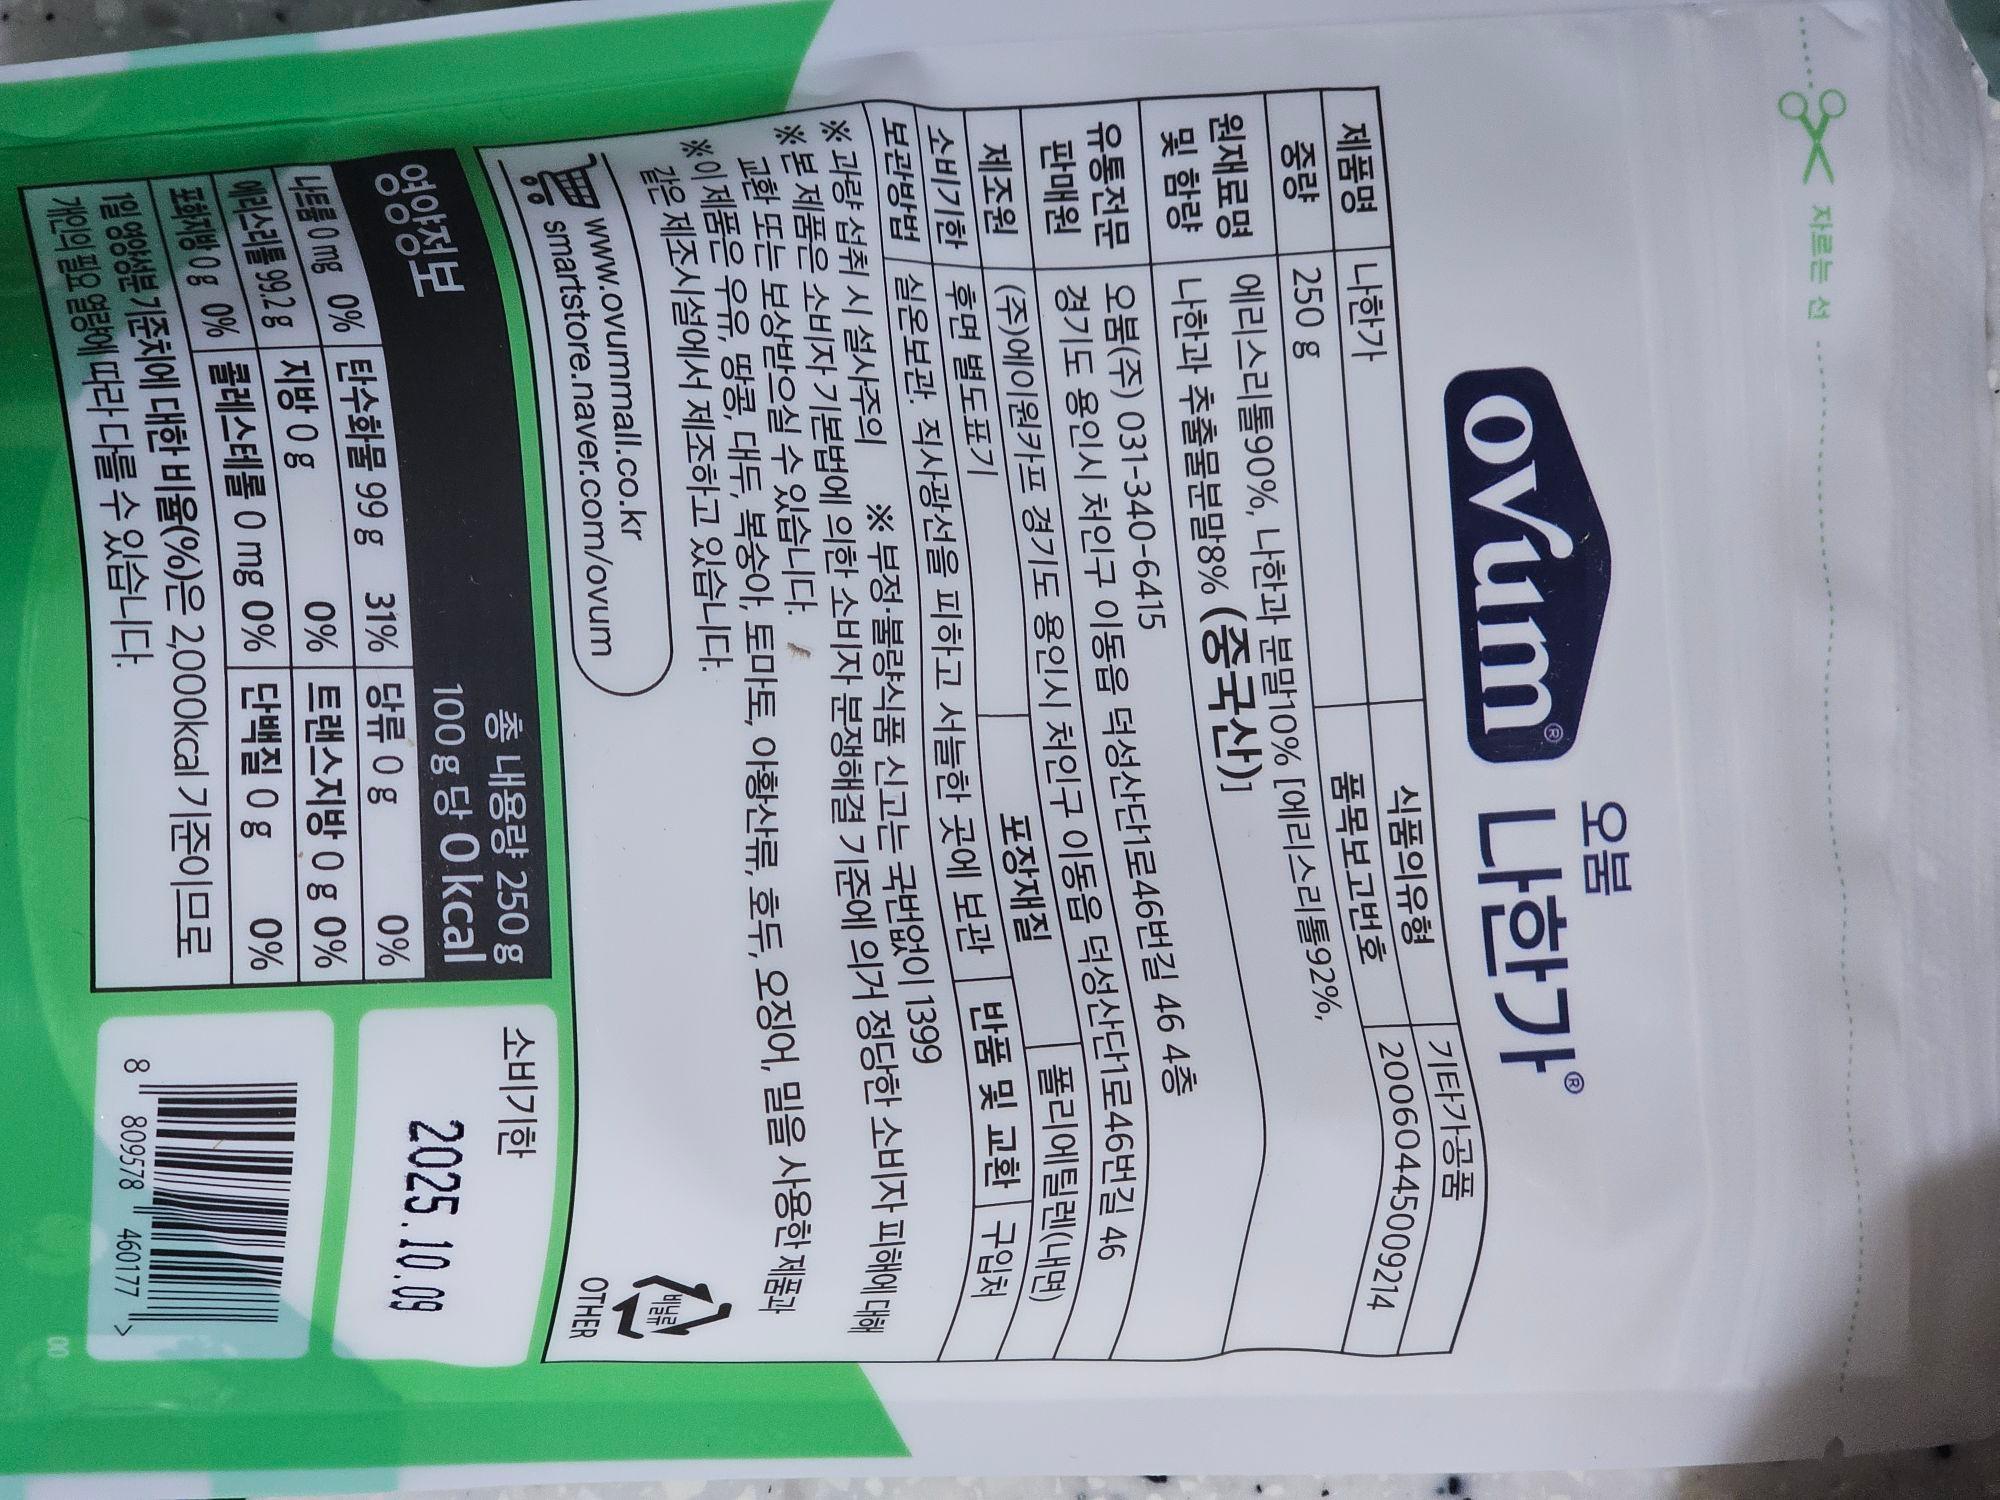 자르는 선
오붐
ovum® 나한가®
제품명 나한가 식품의유형 기타가공품
중량 250 g 품목보고번호 20060445009214
원재료명 및 함량 에리스리톨90%, 나한과 분말10% [에리스리톨92%,
나한과 추출물분말8% (중국산)]
유통전문 판매원 오붐(주) 031-340-6415
경기도 용인시 처인구 이동읍 덕성산단1로46번길 46 4층
제조원 (주)에이원카프 경기도 용인시 처인구 이동읍 덕성산단1로46번길 46
소비기한 후면 별도표기 포장재질 폴리에틸렌(내면)
보관방법 실온보관. 직사광선을 피하고 서늘한 곳에 보관 반품 및 교환 구입처
※ 과량 섭취 시 설사주의 ※ 부정·불량식품 신고는 국번없이 1399
※ 본 제품은 소비자 기본법에 의한 소비자 분쟁해결 기준에 의거 정당한 소비자 피해에 대해
교환 또는 보상받으실 수 있습니다.
※ 이 제품은 우유, 땅콩, 대두, 복숭아, 토마토, 아황산류, 호두, 오징어, 밀을 사용한 제품과
같은 제조시설에서 제조하고 있습니다.
www.ovummall.co.kr
smartstore.naver.com/ovum
비닐류
OTHER
영양정보
총 내용량 250 g
100 g 당 0 kcal
나트륨 0 mg 0% 탄수화물 99 g 31% 당류 0 g 0%
에리스리톨 99.2 g 지방 0 g 0% 트랜스지방 0 g 0%
포화지방 0 g 0% 콜레스테롤 0 mg 0% 단백질 0 g 0%
1일 영양성분 기준치에 대한 비율(%)은 2,000kcal 기준이므로
개인의 필요 열량에 따라 다를 수 있습니다.
소비기한
2025.10.09
8 809578 460177 >
00